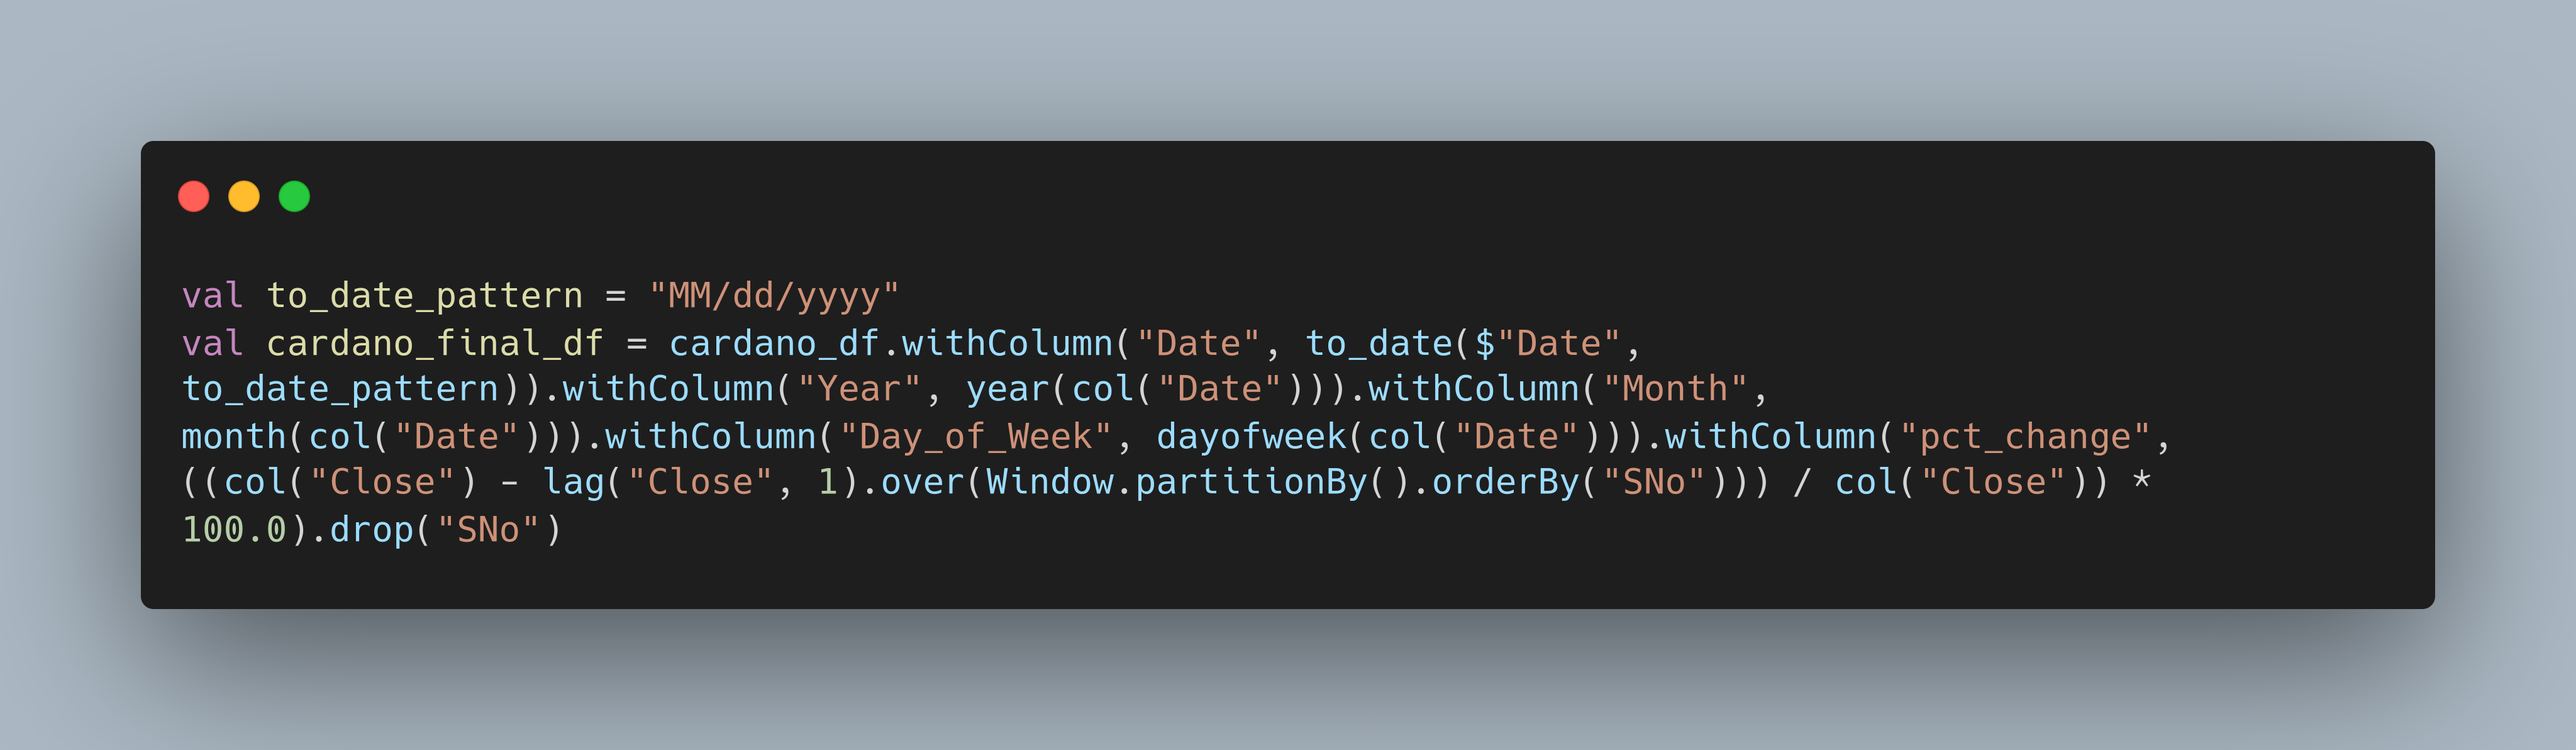 val to_date_pattern = "MM/dd/yyyy"
val cardano_final_df = cardano_df.withColumn("Date", to_date($"Date",
to_date_pattern)).withColumn("Year", year(col("Date"))).withColumn("Month",
month(col("Date"))).withColumn("Day_of_Week", dayofweek(col("Date"))).withColumn("pct_change",
((col("Close") - lag("Close", 1).over(Window.partitionBy().orderBy("SNo"))) / col("Close")) *
100.0).drop("SNo")